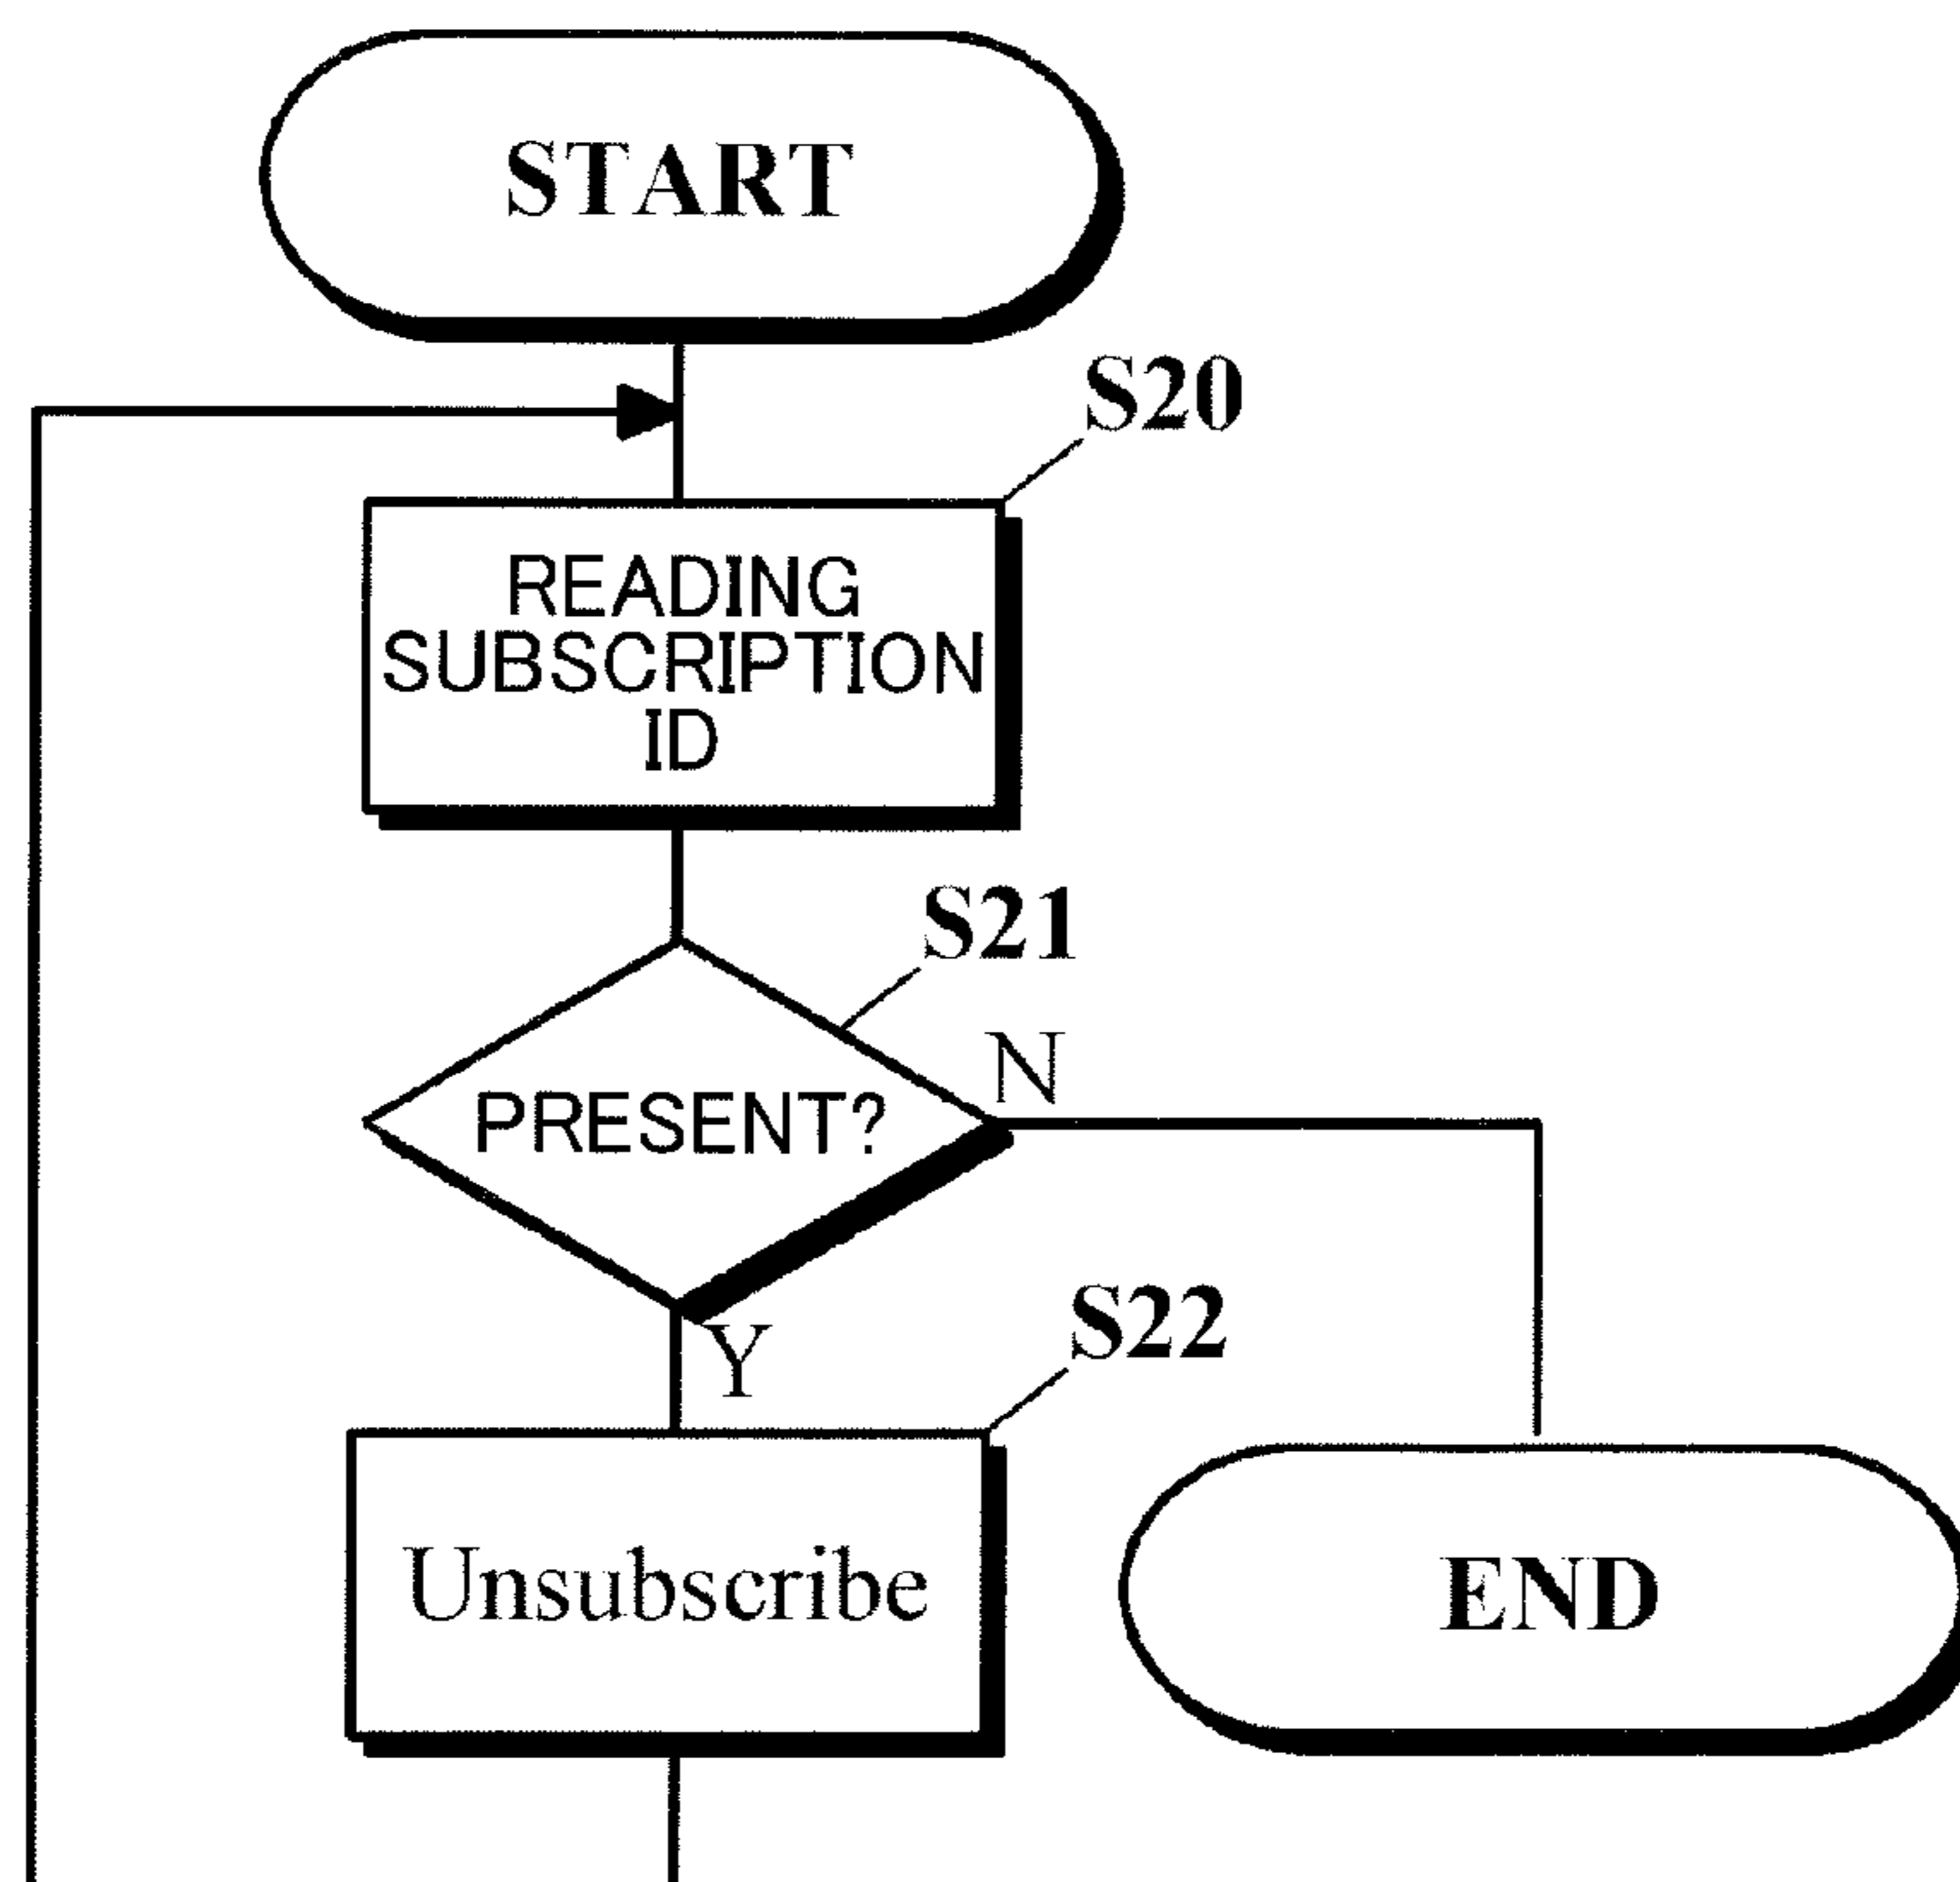 START
S20
READING
SUBSCRIPTION
ID
S21
N
PRESENT?
Y
S22
Unsubscribe
END